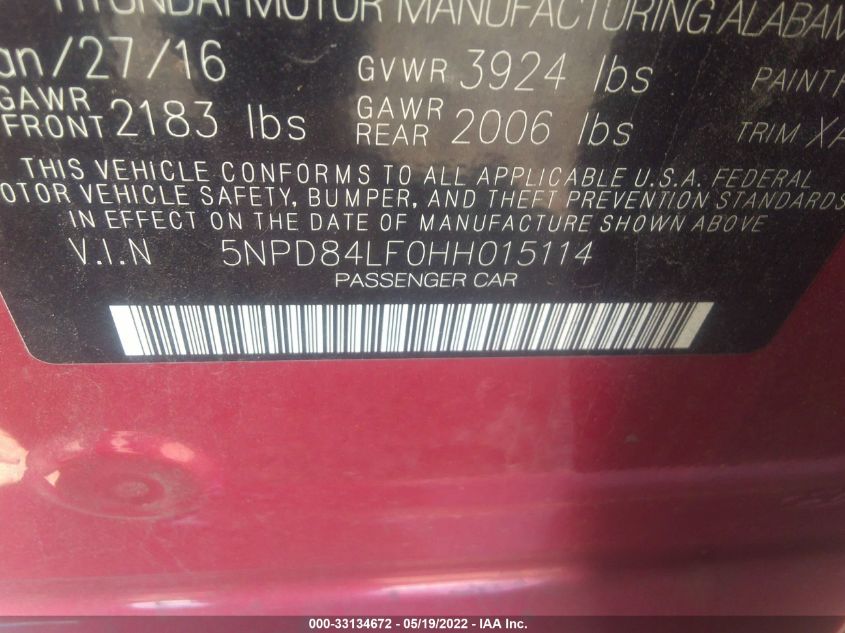 HYUNDAI MOTOR MANUFACTURING ALABAM
an/27/16 GVWR 3924 lbs PAINT
GAWR FRONT 2183 lbs GAWR REAR 2006 lbs TRIM XA
THIS VEHICLE CONFORMS TO ALL APPLICABLE U.S.A. FEDERAL
OTOR VEHICLE SAFETY, BUMPER, AND THEFT PREVENTION STANDARDS
IN EFFECT ON THE DATE OF MANUFACTURE SHOWN ABOVE
V.I.N 5NPD84LF0HH015114
PASSENGER CAR
000-33134672 - 05/19/2022 - IAA Inc.